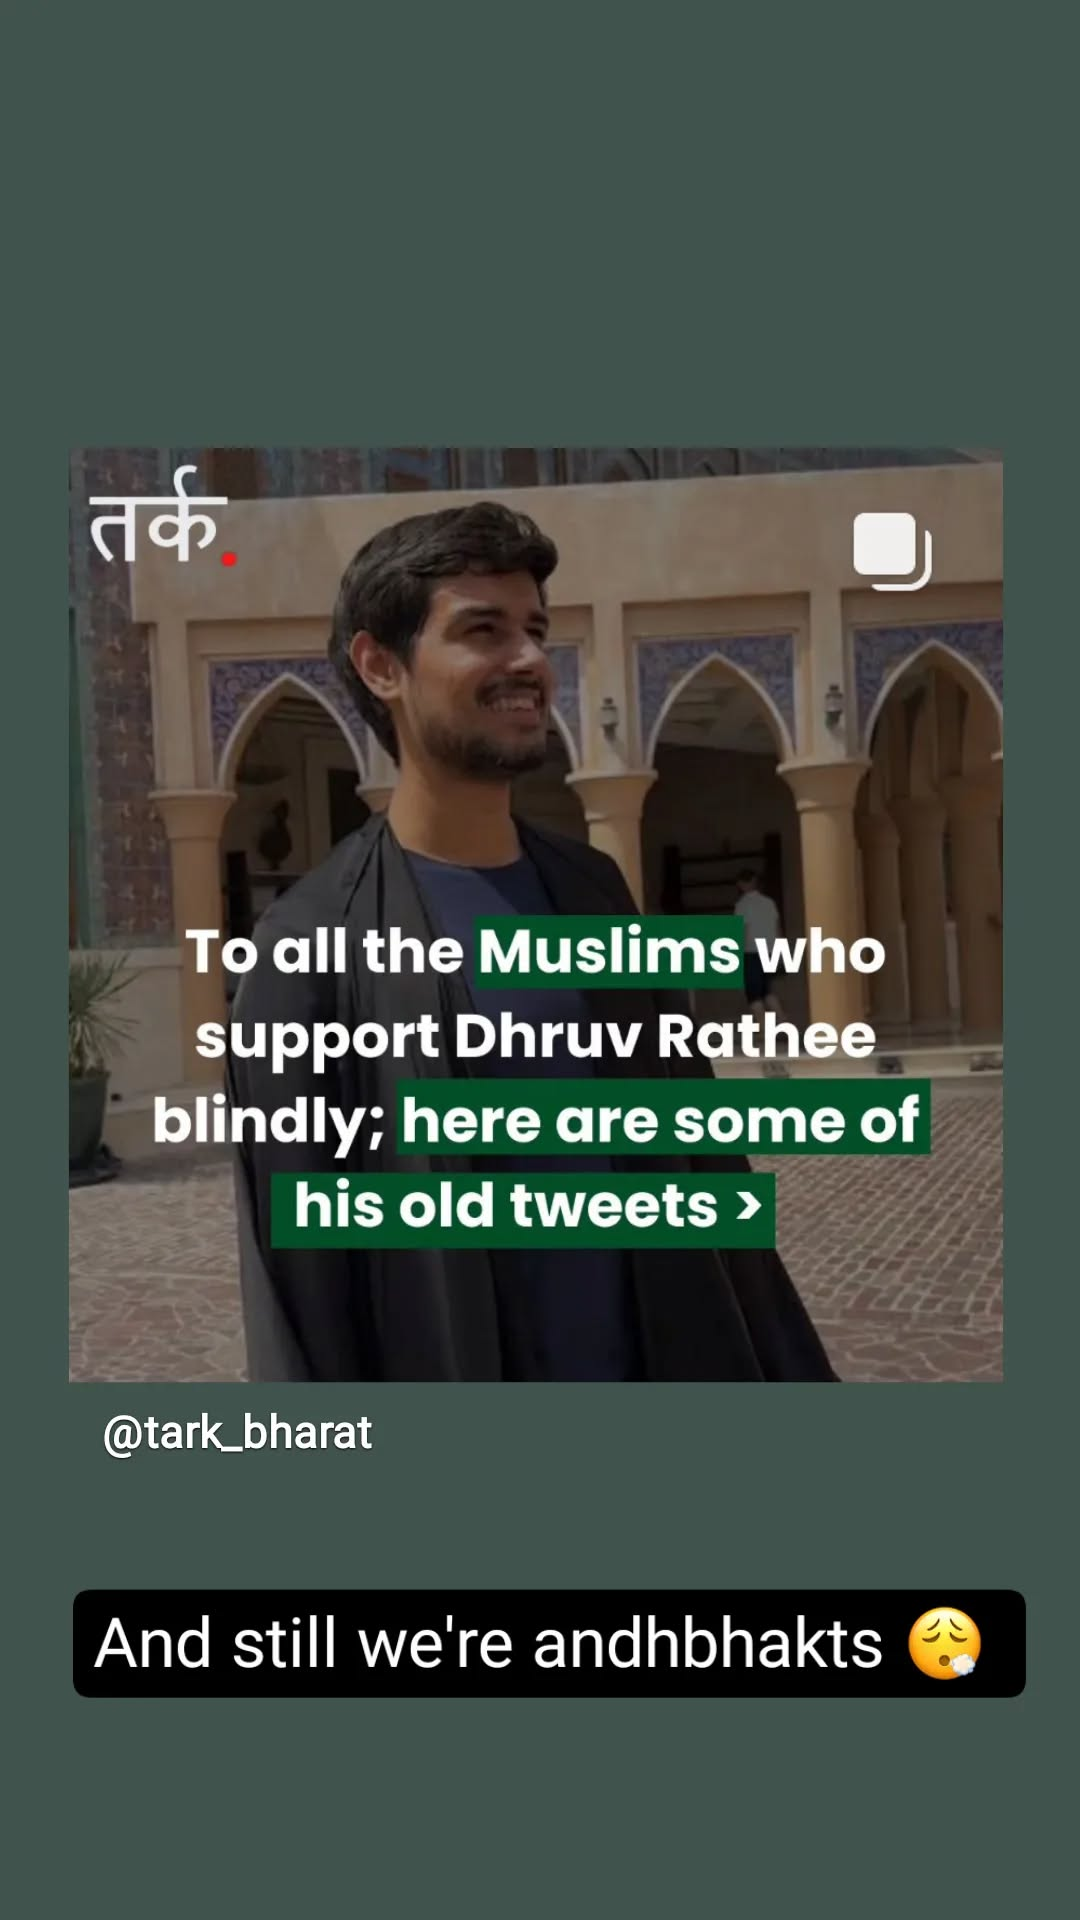 तर्क.
To all the Muslims who
support Dhruv Rathee
blindly; here are some of
his old tweets >
@tark_bharat
And still we're andhbhakts 😮‍💨